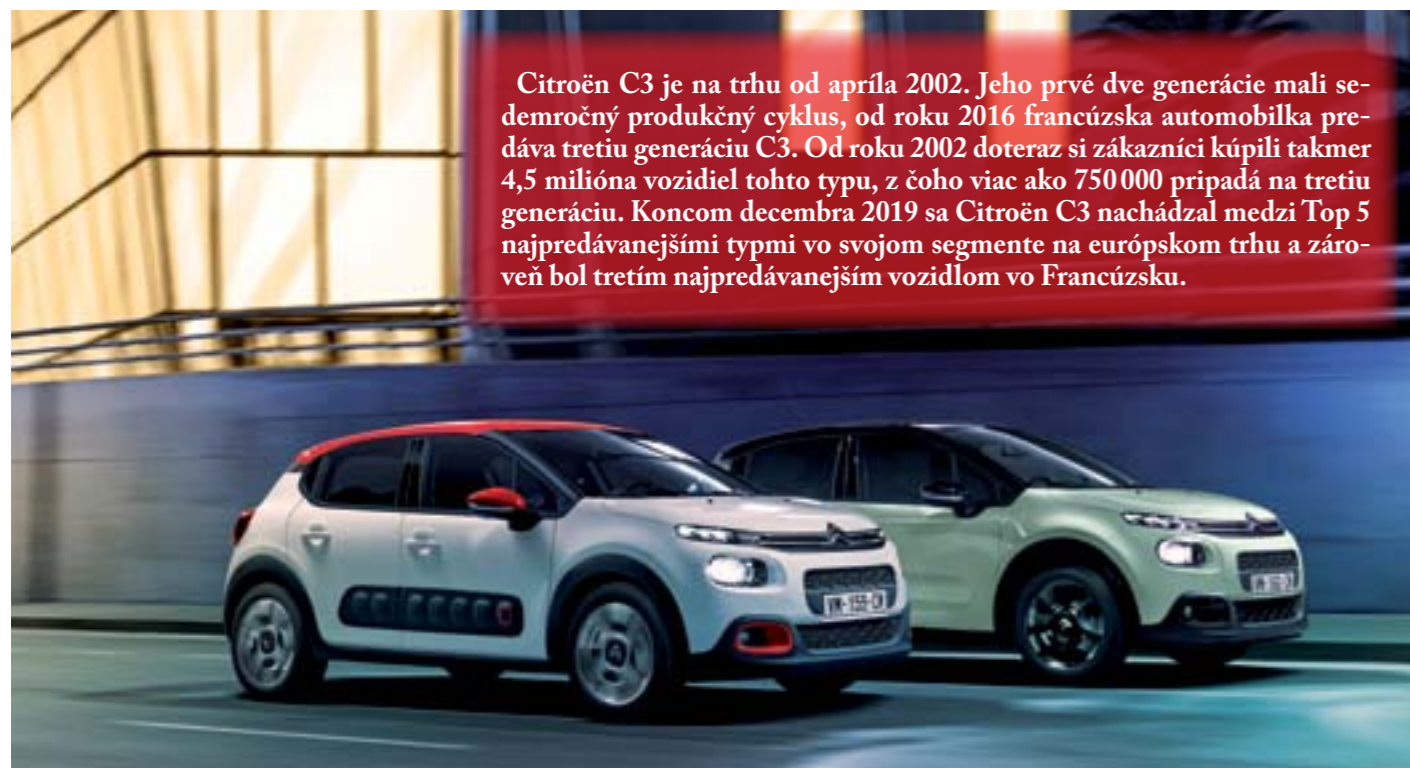 Citroën C3 je na trhu od apríla 2002. Jeho prvé dve generácie mali se-
demročný produkčný cyklus, od roku 2016 francúzska automobilka pre-
dáva tretiu generáciu C3. Od roku 2002 doteraz si zákazníci kúpili takmer
4,5 milióna vozidiel tohto typu, z čoho viac ako 750 000 pripadá na tretiu
generáciu. Koncom decembra 2019 sa Citroën C3 nachádzal medzi Top 5
najpredávanejšími typmi vo svojom segmente na európskom trhu a záro-
veň bol tretím najpredávanejším vozidlom vo Francúzsku.